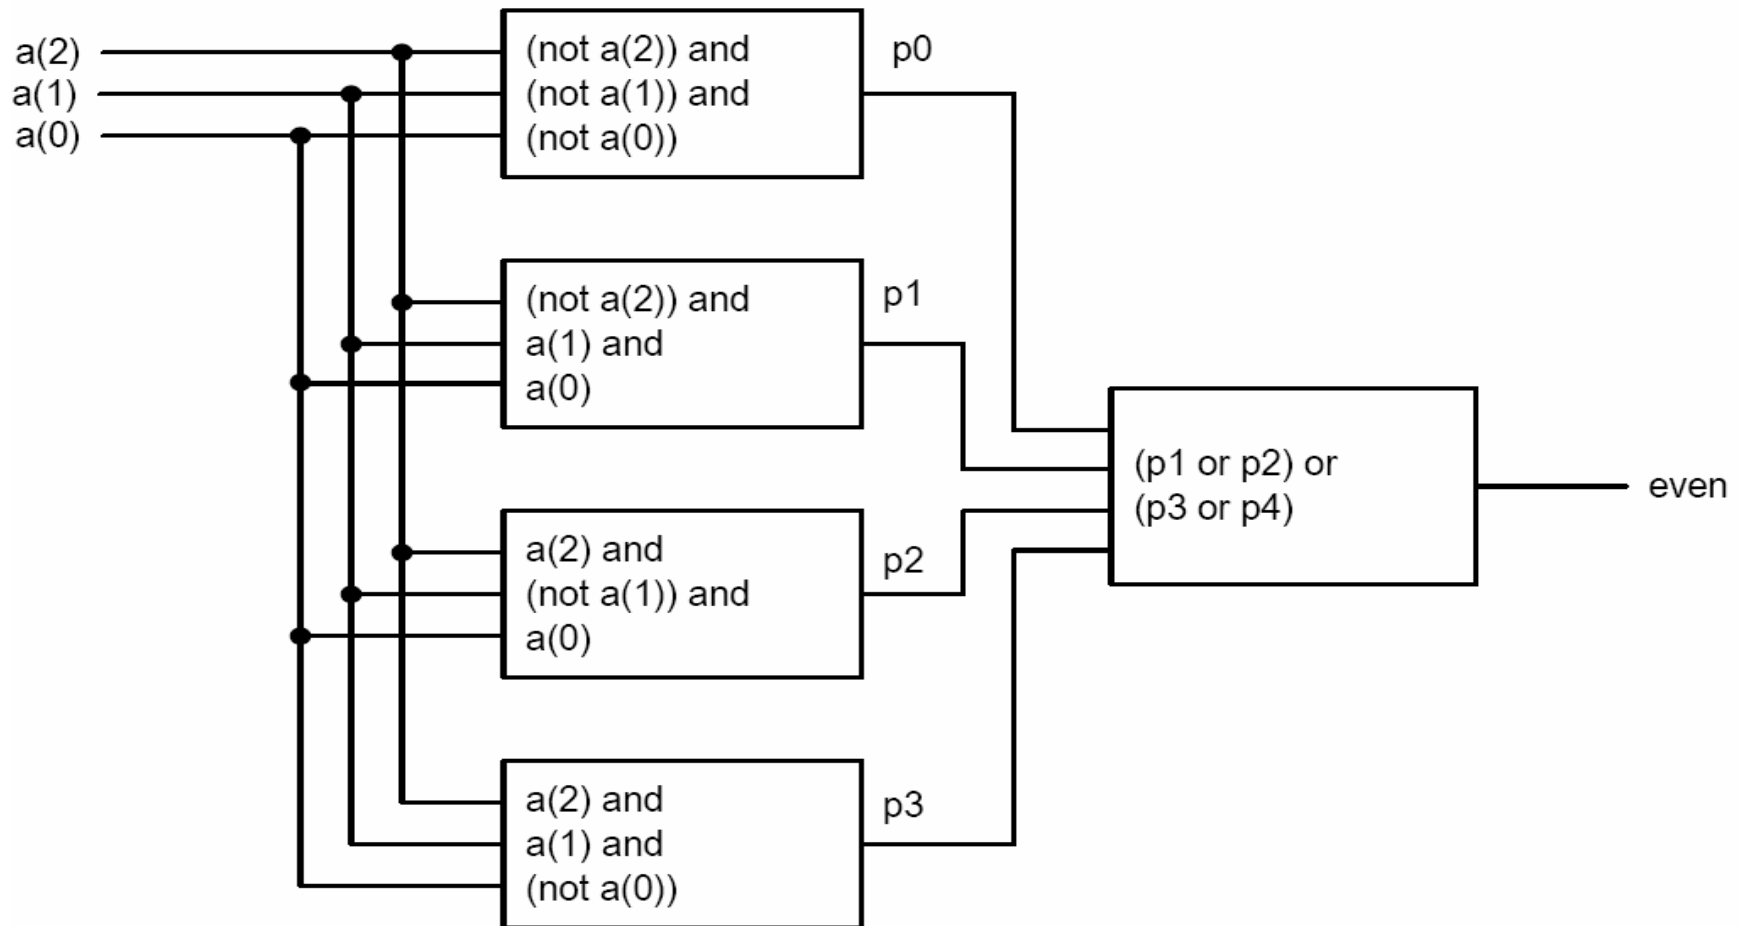 a(2)
a(1)
a(0)
(not a(2)) and
(not a(1)) and
(not a(0))
p0
(not a(2)) and
a(1) and
a(0)
p1
(p1 or p2) or
(p3 or p4)
even
a(2) and
(not a(1)) and
a(0)
p2
a(2) and
a(1) and
(not a(0))
p3